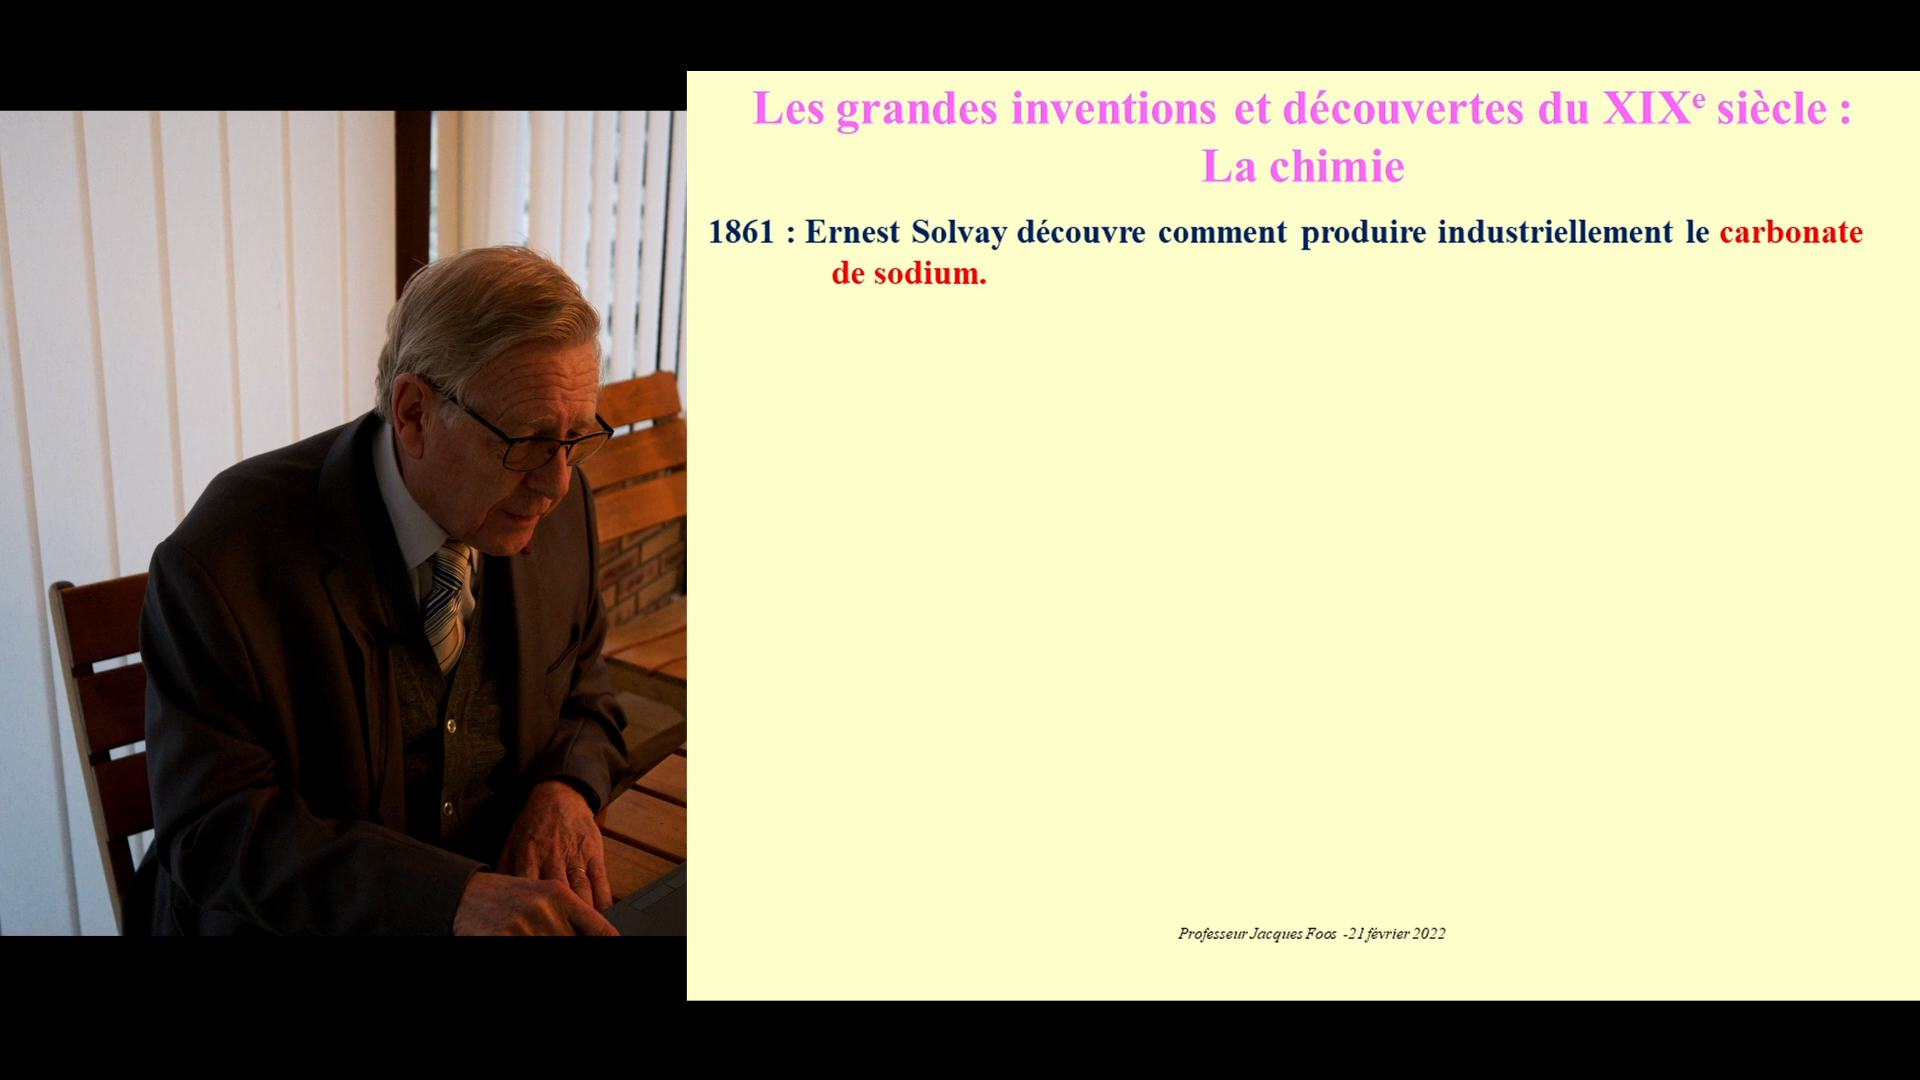 Les grandes inventions et découvertes du XIXe siècle :
La chimie
1861 : Ernest Solvay découvre comment produire industriellement le carbonate
de sodium.
Professeur Jacques Foos -21 février 2022